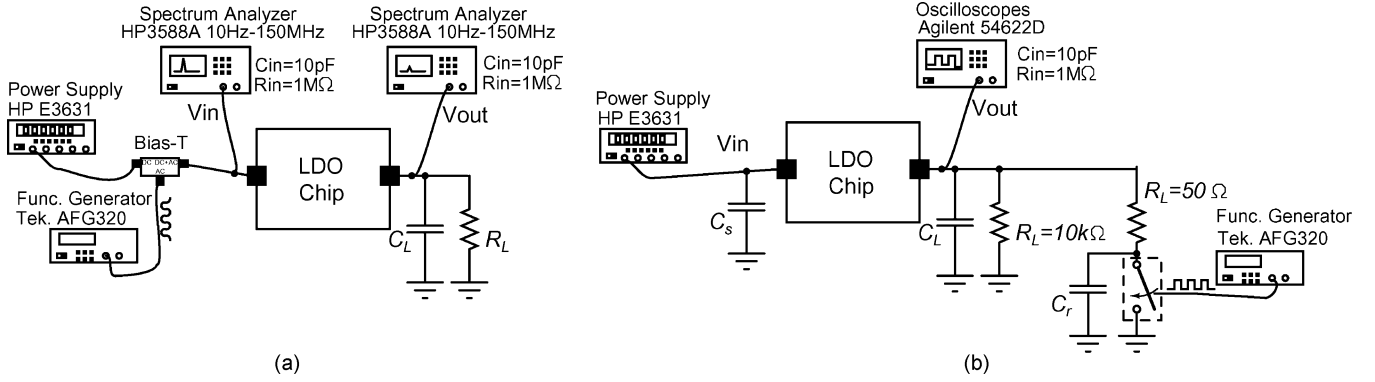 Spectrum Analyzer
HP3588A 10Hz-150MHz
Cin=10pF
Rin=1MΩ
Spectrum Analyzer
HP3588A 10Hz-150MHz
Cin=10pF
Rin=1MΩ
Power Supply
HP E3631
Vin
Vout
Bias-T
DC DC+AC
AC
LDO
Chip
Func. Generator
Tek. AFG320
CL
RL
(a)
Oscilloscopes
Agilent 54622D
Cin=10pF
Rin=1MΩ
Power Supply
HP E3631
Vin
Vout
LDO
Chip
Cs
CL
RL=10kΩ
RL=50 Ω
Func. Generator
Tek. AFG320
Cr
(b)